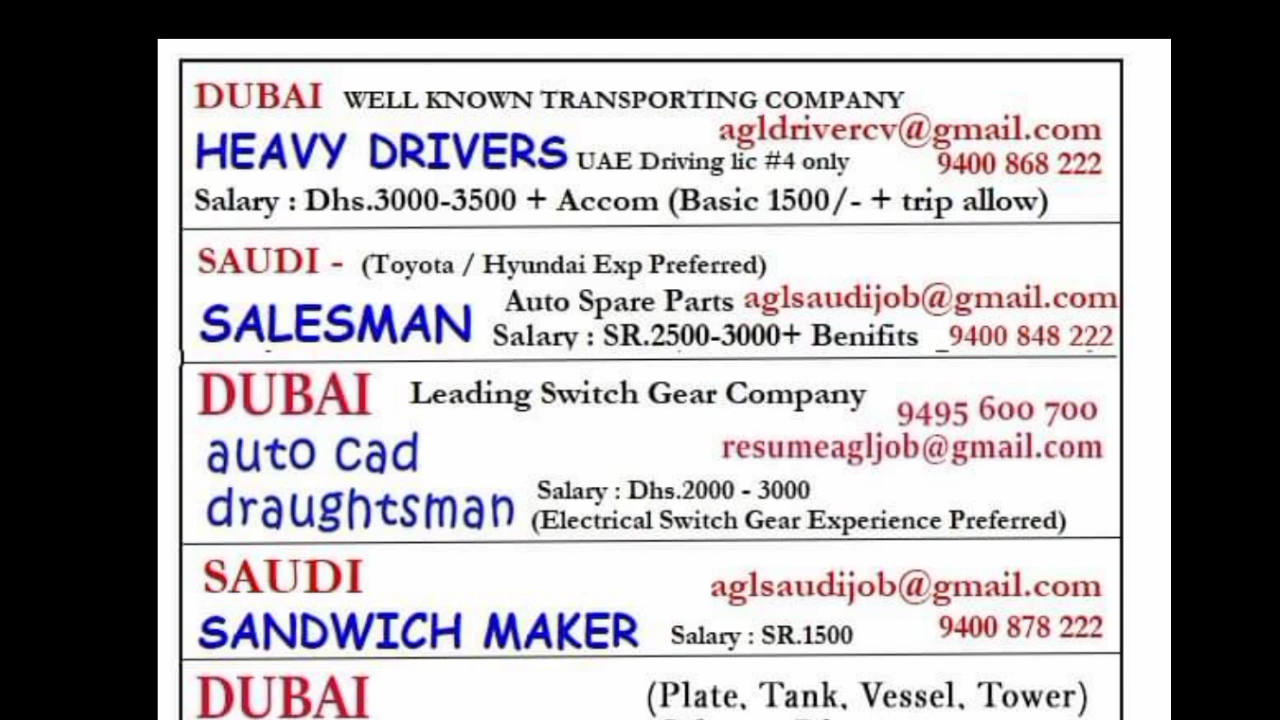 DUBAI WELL KNOWN TRANSPORTING COMPANY
agldrivercv@gmail.com
HEAVY DRIVERS UAE Driving lic #4 only 9400 868 222
Salary : Dhs.3000-3500 + Accom (Basic 1500/- + trip allow)
SAUDI - (Toyota / Hyundai Exp Preferred)
Auto Spare Parts aglsaudijob@gmail.com
SALESMAN Salary : SR.2500-3000+ Benifits _9400 848 222
DUBAI Leading Switch Gear Company 9495 600 700
auto cad resumeagljob@gmail.com
draughtsman Salary : Dhs.2000 - 3000
(Electrical Switch Gear Experience Preferred)
SAUDI aglsaudijob@gmail.com
SANDWICH MAKER Salary : SR.1500 9400 878 222
DUBAI (Plate, Tank, Vessel, Tower)